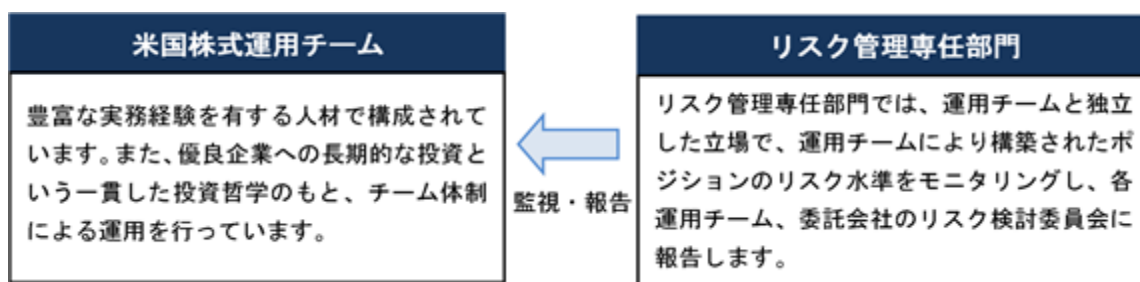 米国株式運用チーム
豊富な実務経験を有する人材で構成されて
います。また、優良企業への長期的な投資と
いう一貫した投資哲学のもと、チーム体制
による運用を行っています。
監視・報告
リスク管理専任部門
リスク管理専任部門では、運用チームと独立
した立場で、運用チームにより構築されたポ
ジションのリスク水準をモニタリングし、各
運用チーム、委託会社のリスク検討委員会に
報告します。